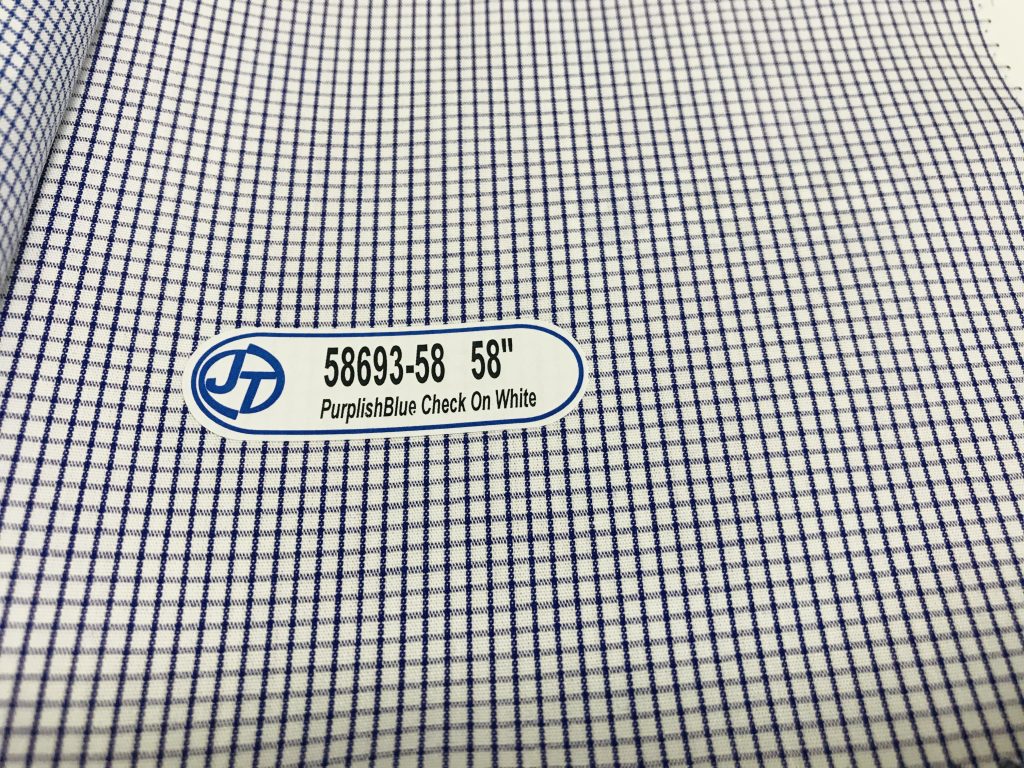 JT
58693-58 58"
PurplishBlue Check On White